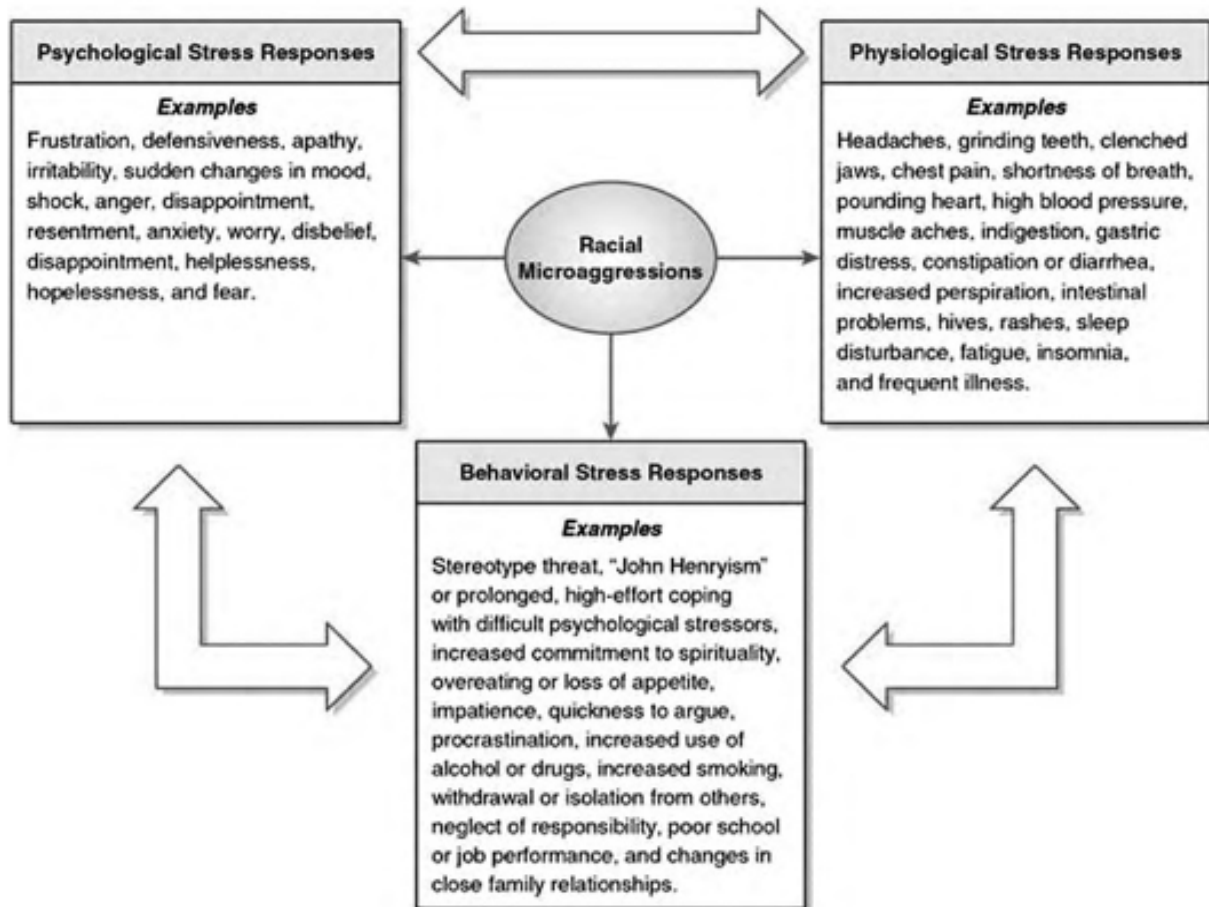 Psychological Stress Responses
Examples
Frustration, defensiveness, apathy,
irritability, sudden changes in mood,
shock, anger, disappointment,
resentment, anxiety, worry, disbelief,
disappointment, helplessness,
hopelessness, and fear.
Physiological Stress Responses
Examples
Headaches, grinding teeth, clenched
jaws, chest pain, shortness of breath,
pounding heart, high blood pressure,
muscle aches, indigestion, gastric
distress, constipation or diarrhea,
increased perspiration, intestinal
problems, hives, rashes, sleep
disturbance, fatigue, insomnia,
and frequent illness.
Racial
Microaggressions
Behavioral Stress Responses
Examples
Stereotype threat, “John Henryism”
or prolonged, high-effort coping
with difficult psychological stressors,
increased commitment to spirituality,
overeating or loss of appetite,
impatience, quickness to argue,
procrastination, increased use of
alcohol or drugs, increased smoking,
withdrawal or isolation from others,
neglect of responsibility, poor school
or job performance, and changes in
close family relationships.